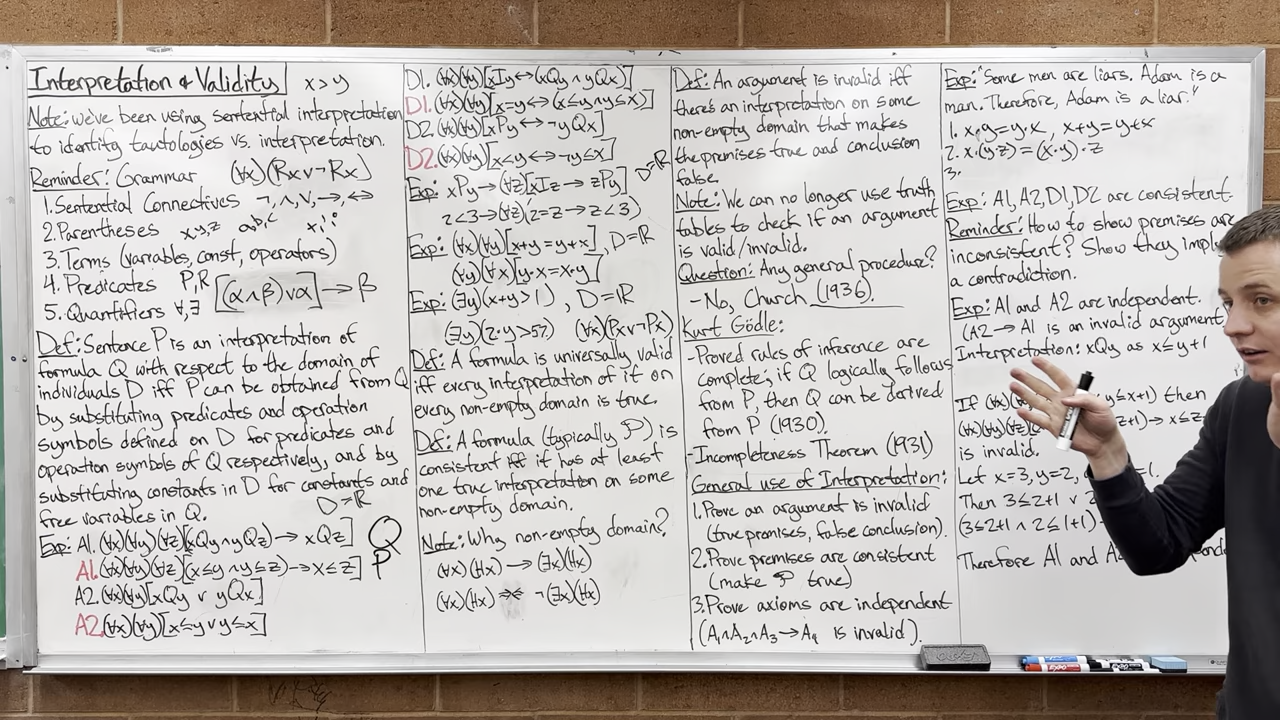 Interpretation & Validity x>y
Note: we've been using sentential interpretation
to identify tautologies vs. interpretation.
Reminder: Grammar (∀x)(Rx∨¬Rx)
1. Sentential Connectives ¬,∧,∨,→,↔
2. Parentheses x,y,z a,b,c
3. Terms (variables, const, operators)
4. Predicates P,R [(α∧β)∨α]→β
5. Quantifiers ∀,∃
Def: Sentence P is an interpretation of
formula Q with respect to the domain of
individuals D iff P can be obtained from Q
by substituting predicates and operation
symbols defined on D for predicates and
operation symbols of Q respectively, and by
substituting constants in D for constants and
free variables in Q. D=ℝ
Exp: A1. (∀x)(∀y)(∀z)[xQy∧yQz)→xQz] Q
A1. (∀x)(∀y)(∀z)[(x≤y∧y≤z)→x≤z] P
A2. (∀x)(∀y)[xQy∨yQx]
A2. (∀x)(∀y)[x≤y∨y≤x]
D1. (∀x)(∀y)[xIy↔(xQy∧yQx)]
D1. (∀x)(∀y)[x=y↔(x≤y∧y≤x)]
D2. (∀x)(∀y)[xPy↔¬yQx]
D2. (∀x)(∀y)[x<y↔¬y≤x]
Exp: xPy→(∀z)[xIz→zPy] D=ℝ
2<3→(∀z)(2=z→z<3)
Exp: (∀x)(∀y)[x+y=y+x], D=ℝ
(∀y)(∀x)[y·x=x·y]
Exp: (∃y)(x+y>1), D=ℝ
(∃y)(2·y>57) (∀x)(Px∨¬Px)
Def: A formula is universally valid
iff every interpretation of it on
every non-empty domain is true.
Def: A formula (typically P) is
consistent iff it has at least
one true interpretation on some
non-empty domain.
Note: Why non-empty domain?
(∀x)(Hx)→(∃x)(Hx)
(∀x)(Hx) ¬(∃x)(Hx)
Def: An argument is invalid iff
there's an interpretation on some
non-empty domain that makes
the premises true and conclusion
false.
Note: We can no longer use truth
tables to check if an argument
is valid/invalid.
Question: Any general procedure?
-No, Church (1936).
Kurt Gödle:
-Proved rules of inference are
complete; if Q logically follows
from P, then Q can be derived
from P (1930).
-Incompleteness Theorem (1931)
General use of Interpretation:
1. Prove an argument is invalid
(true premises, false conclusion).
2. Prove premises are consistent
(make P true)
3. Prove axioms are independent
(A₁∧A₂∧A₃→A₄ is invalid).
Exp: "Some men are liars. Adam is a
man. Therefore, Adam is a liar."
1. x·y=y·x, x+y=y+x
2. x·(y·z)=(x·y)·z
3.
Exp: A1, A2, D1, D2 are consistent.
Reminder: How to show premises are
inconsistent? Show they imply
a contradiction.
Exp: A1 and A2 are independent.
(A2→A1 is an invalid argument
Interpretation: xQy as x≤y+1
If y≤x+1) then
(∀x)(∀y) z+1)→x≤z
is invalid.
Let x=3, y=2,
Then 3≤2+1 ∨
(3≤2+1∧2≤1+1)
Therefore A1 and